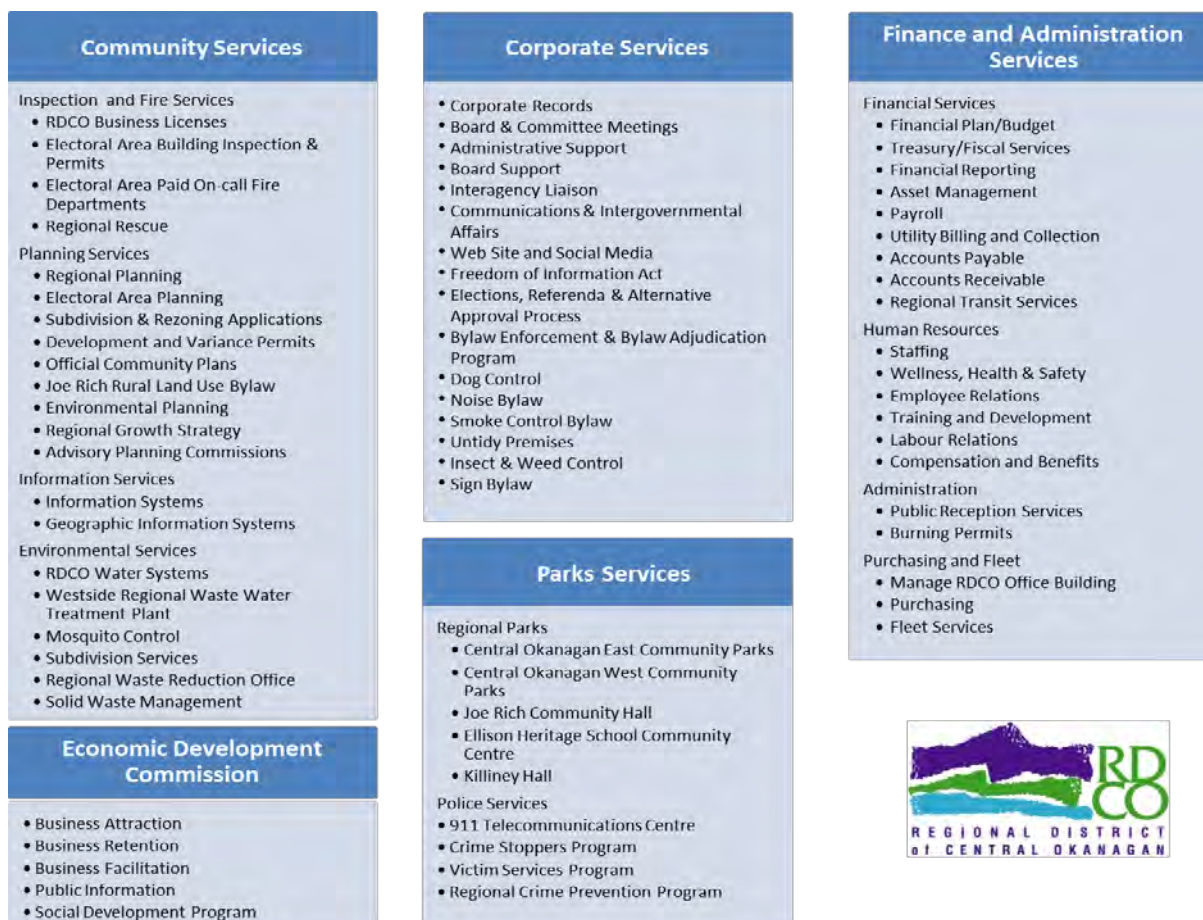 Community Services
Inspection and Fire Services
• RDCO Business Licenses
• Electoral Area Building Inspection &
Permits
• Electoral Area Paid On-call Fire
Departments
• Regional Rescue
Planning Services
• Regional Planning
• Electoral Area Planning
• Subdivision & Rezoning Applications
• Development and Variance Permits
• Official Community Plans
• Joe Rich Rural Land Use Bylaw
• Environmental Planning
• Regional Growth Strategy
• Advisory Planning Commissions
Information Services
• Information Systems
• Geographic Information Systems
Environmental Services
• RDCO Water Systems
• Westside Regional Waste Water
Treatment Plant
• Mosquito Control
• Subdivision Services
• Regional Waste Reduction Office
• Solid Waste Management
Economic Development
Commission
• Business Attraction
• Business Retention
• Business Facilitation
• Public Information
• Social Development Program
Corporate Services
• Corporate Records
• Board & Committee Meetings
• Administrative Support
• Board Support
• Interagency Liaison
• Communications & Intergovernmental
Affairs
• Web Site and Social Media
• Freedom of Information Act
• Elections, Referenda & Alternative
Approval Process
• Bylaw Enforcement & Bylaw Adjudication
Program
• Dog Control
• Noise Bylaw
• Smoke Control Bylaw
• Untidy Premises
• Insect & Weed Control
• Sign Bylaw
Parks Services
Regional Parks
• Central Okanagan East Community Parks
• Central Okanagan West Community
Parks
• Joe Rich Community Hall
• Ellison Heritage School Community
Centre
• Killiney Hall
Police Services
• 911 Telecommunications Centre
• Crime Stoppers Program
• Victim Services Program
• Regional Crime Prevention Program
Finance and Administration
Services
Financial Services
• Financial Plan/Budget
• Treasury/Fiscal Services
• Financial Reporting
• Asset Management
• Payroll
• Utility Billing and Collection
• Accounts Payable
• Accounts Receivable
• Regional Transit Services
Human Resources
• Staffing
• Wellness, Health & Safety
• Employee Relations
• Training and Development
• Labour Relations
• Compensation and Benefits
Administration
• Public Reception Services
• Burning Permits
Purchasing and Fleet
• Manage RDCO Office Building
• Purchasing
• Fleet Services
RD
CO
REGIONAL DISTRICT
of CENTRAL OKANAGAN